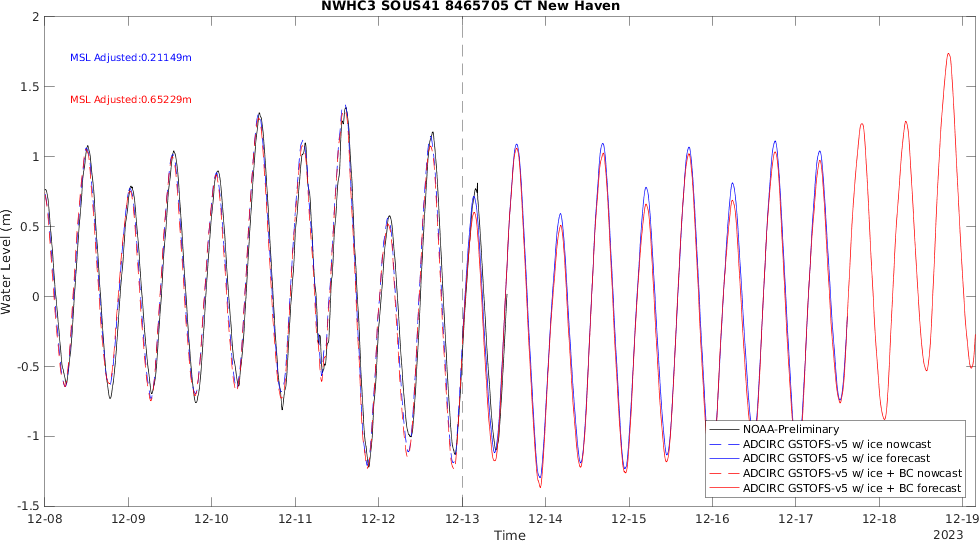 NWHC3 SOUS41 8465705 CT New Haven
2
1.5
1
0.5
0
-0.5
-1
-1.5
Water Level (m)
MSL Adjusted:0.21149m
MSL Adjusted:0.65229m
NOAA-Preliminary
ADCIRC GSTOFS-v5 w/ ice nowcast
ADCIRC GSTOFS-v5 w/ ice forecast
ADCIRC GSTOFS-v5 w/ ice + BC nowcast
ADCIRC GSTOFS-v5 w/ ice + BC forecast
12-08 12-09 12-10 12-11 12-12 12-13 12-14 12-15 12-16 12-17 12-18 12-19
Time
2023